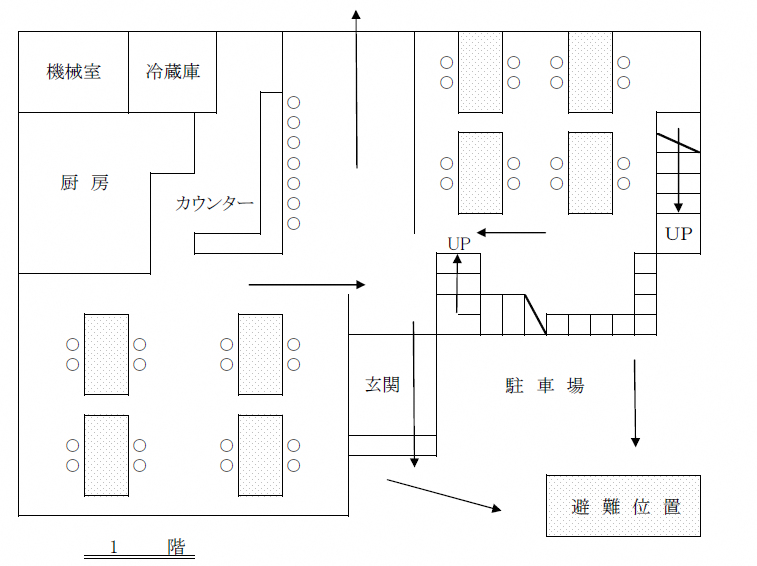 機械室
冷蔵庫
厨 房
カウンター
UP
UP
玄関
駐 車 場
避 難 位 置
1 階